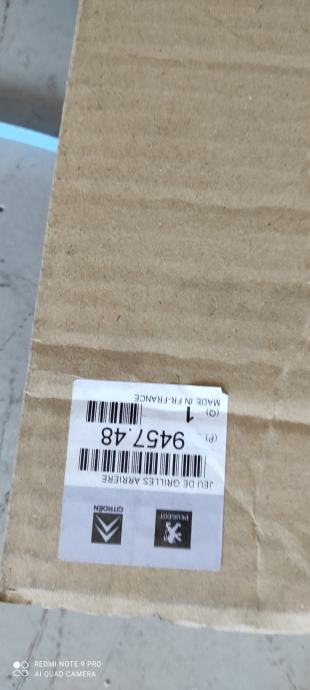 PEUGEOT
CITROËN
JEU DE GRILLES ARRIERE
(P) 9457.48
(Q) 1
MADE IN FR-FRANCE
REDMI NOTE 9 PRO
AI QUAD CAMERA